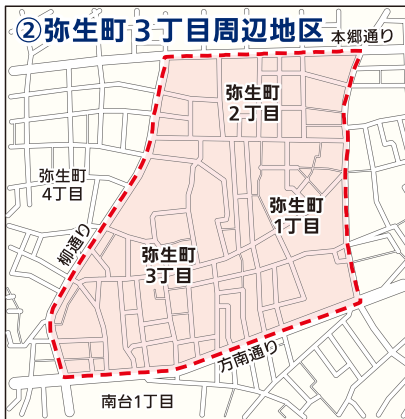 ②弥生町３丁目周辺地区
本郷通り
弥生町
２丁目
弥生町
4丁目
弥生町
1丁目
柳通り
弥生町
3丁目
方南通り
南台1丁目